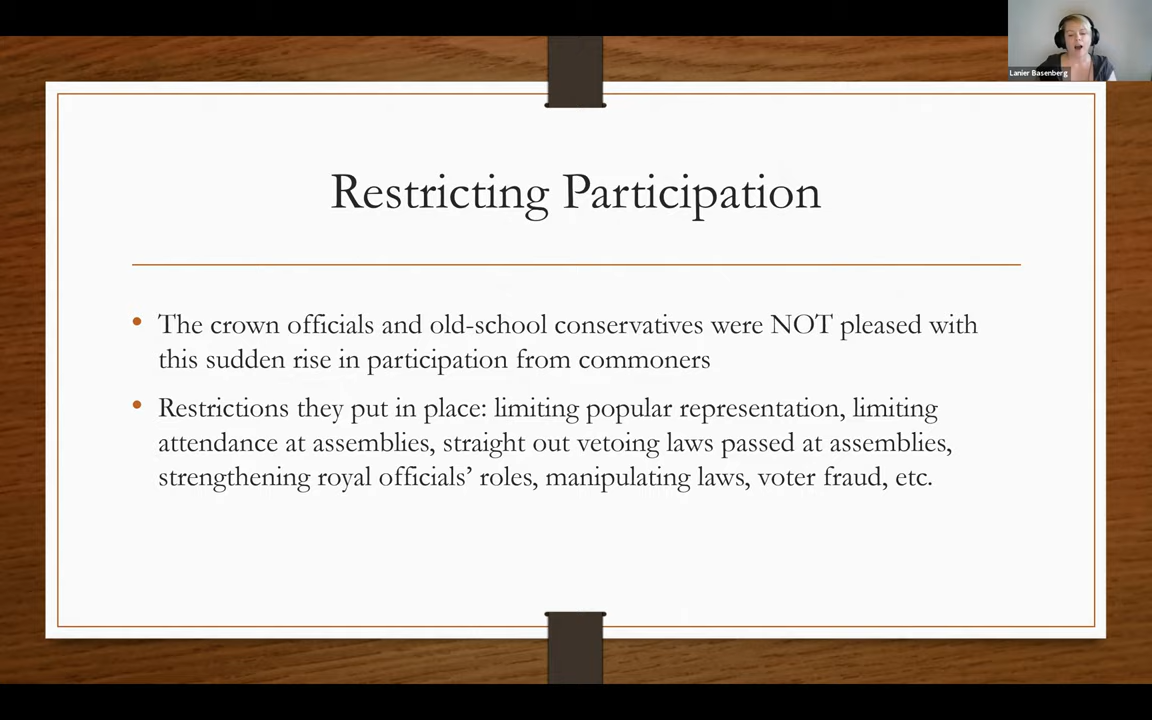 Lanier Basenberg
Restricting Participation
• The crown officials and old-school conservatives were NOT pleased with
this sudden rise in participation from commoners
• Restrictions they put in place: limiting popular representation, limiting
attendance at assemblies, straight out vetoing laws passed at assemblies,
strengthening royal officials’ roles, manipulating laws, voter fraud, etc.